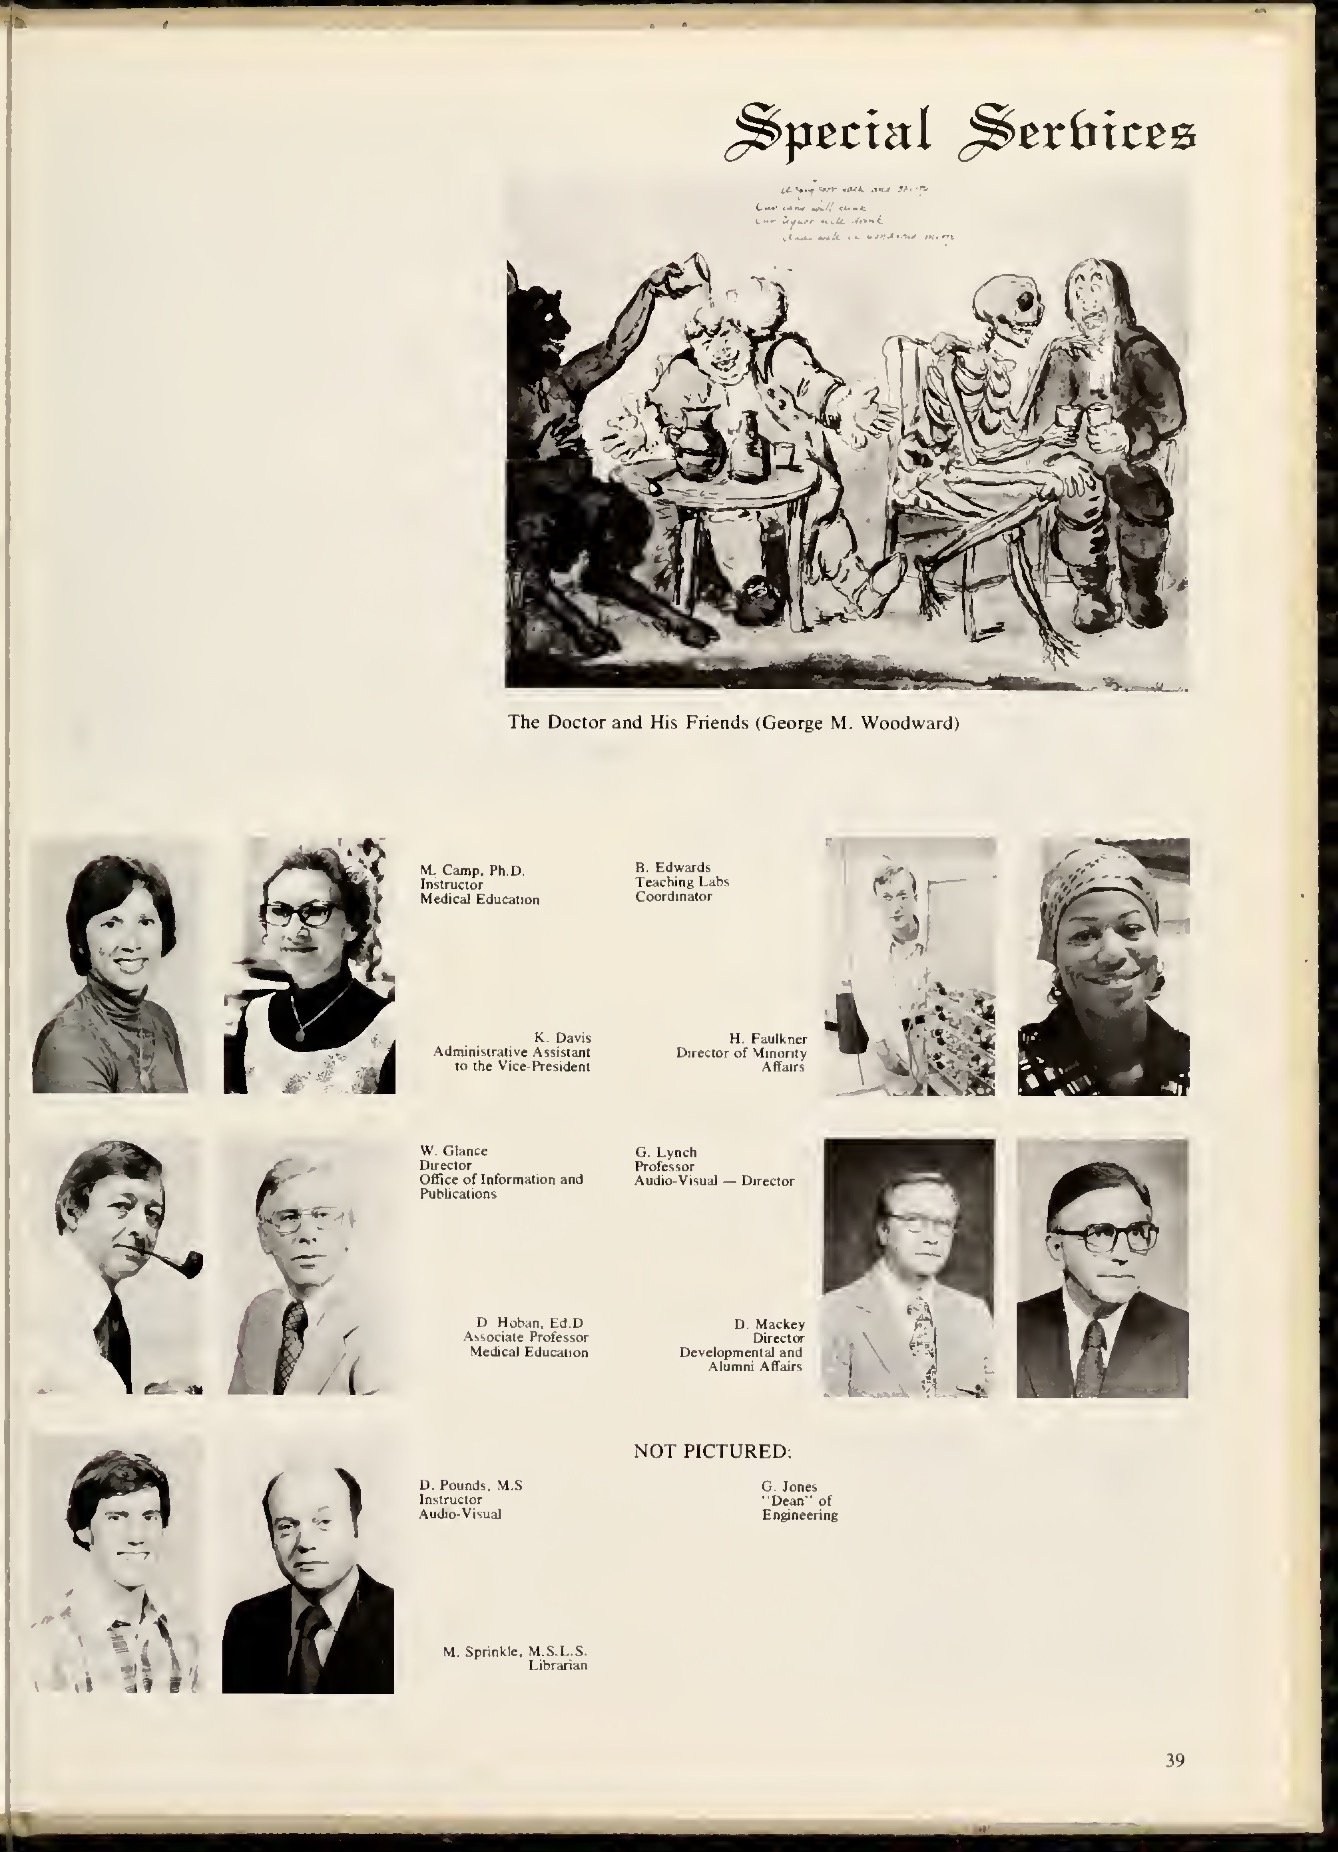 Special Services
The Doctor and His Friends (George M. Woodward)
M. Camp, Ph.D.
Instructor
Medical Education
K. Davis
Administrative Assistant
to the Vice-President
B. Edwards
Teaching Labs
Coordinator
H. Faulkner
Director of Minority
Affairs
W. Glance
Director
Office of Information and
Publications
D Hoban, Ed.D
Associate Professor
Medical Education
G. Lynch
Professor
Audio-Visual — Director
D. Mackey
Director
Developmental and
Alumni Affairs
D. Pounds, M.S
Instructor
Audio-Visual
M. Sprinkle, M.S.L.S.
Librarian
NOT PICTURED:
G. Jones
"Dean" of
Engineering
39